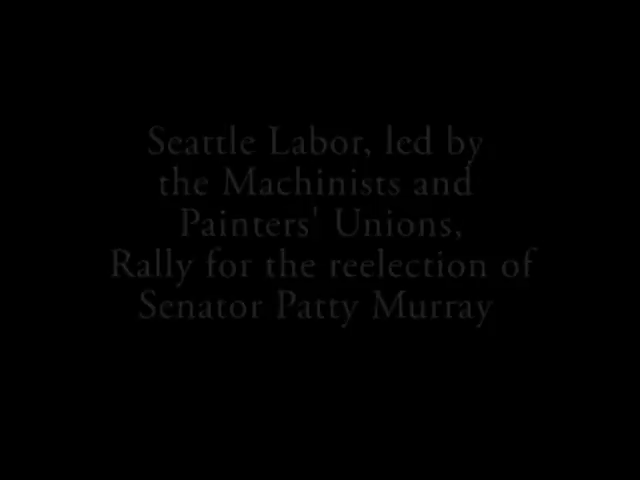 Seattle Labor, led by
the Machinists and
Painters' Unions,
Rally for the reelection of
Senator Patty Murray